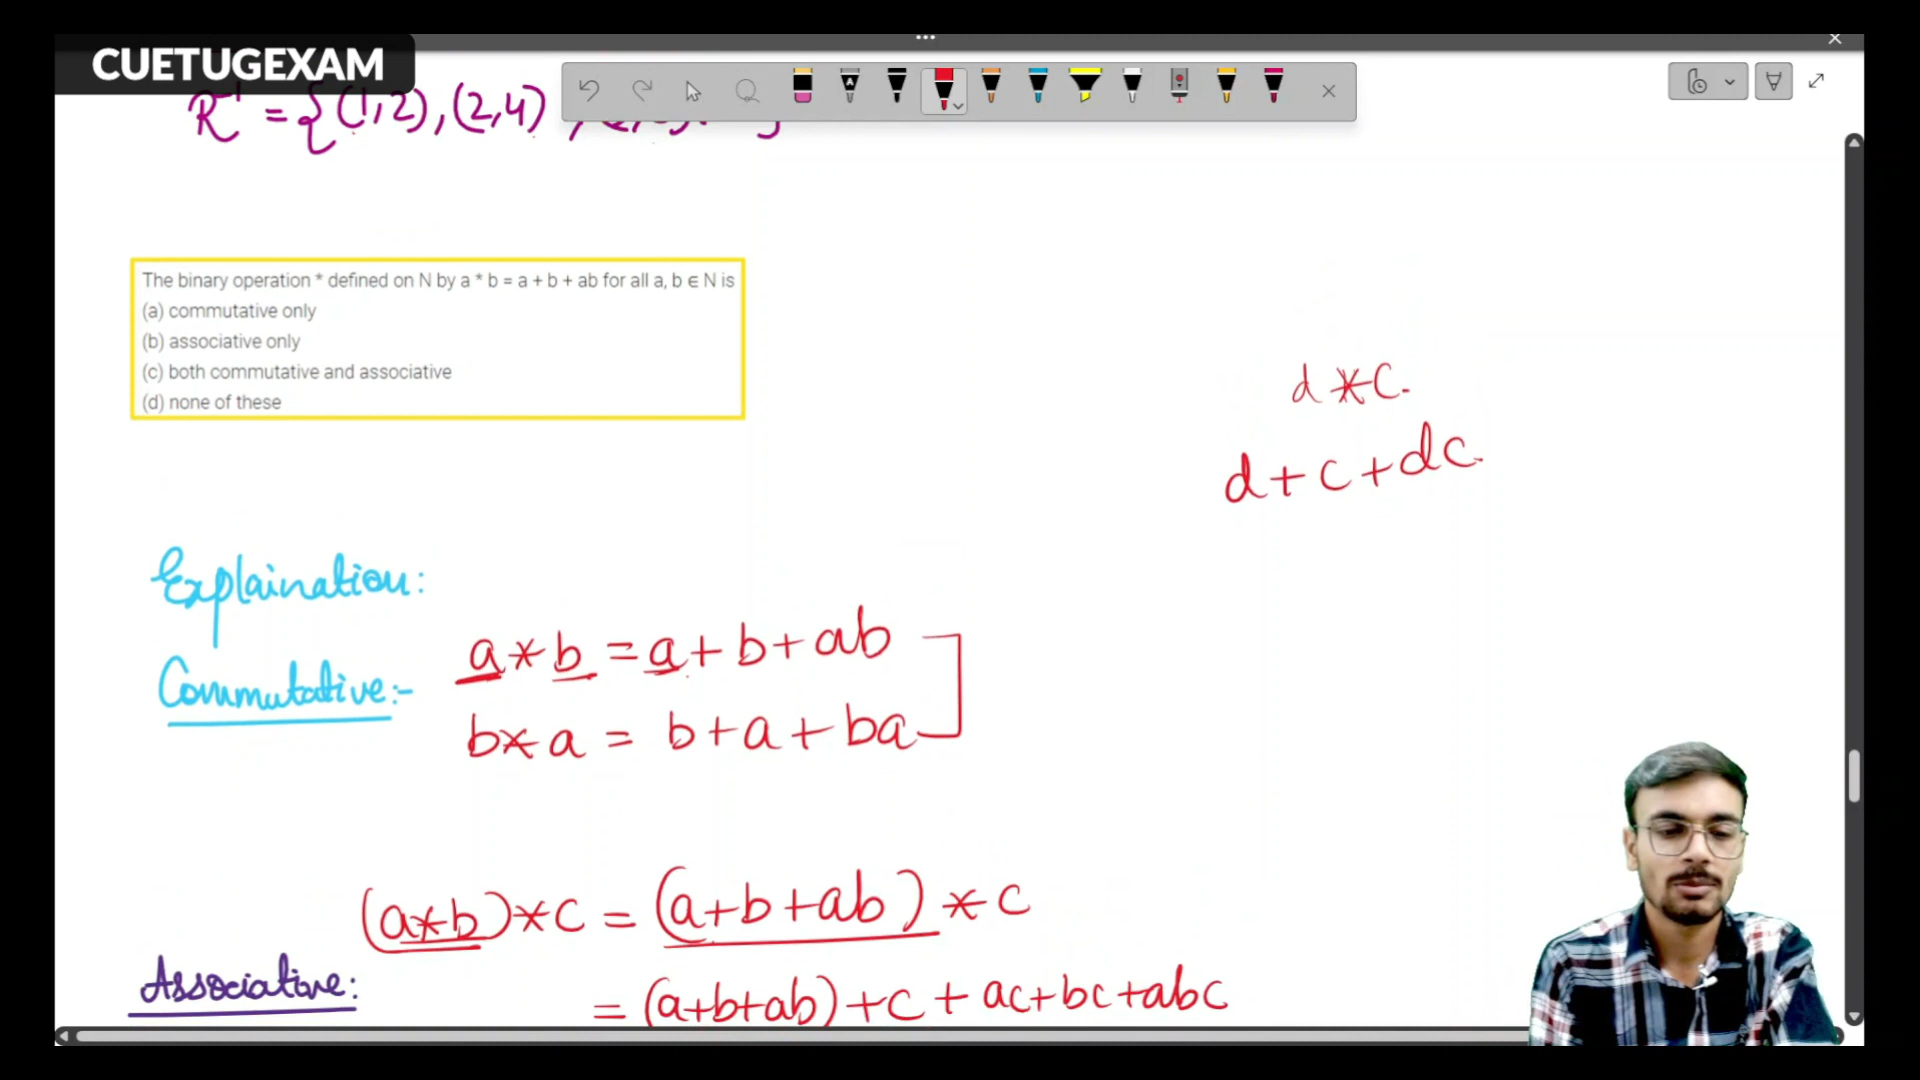 CUETUGEXAM
R⁻¹ = {(1,2), (2,4)
The binary operation * defined on N by a * b = a + b + ab for all a, b ∈ N is
(a) commutative only
(b) associative only
(c) both commutative and associative
(d) none of these
d * c.
d + c + dc.
Explaination:
Commutative:-
a * b = a + b + ab
b * a = b + a + ba
(a * b) * c = (a + b + ab) * c
Associative:
= (a+b+ab) + c + ac + bc + abc